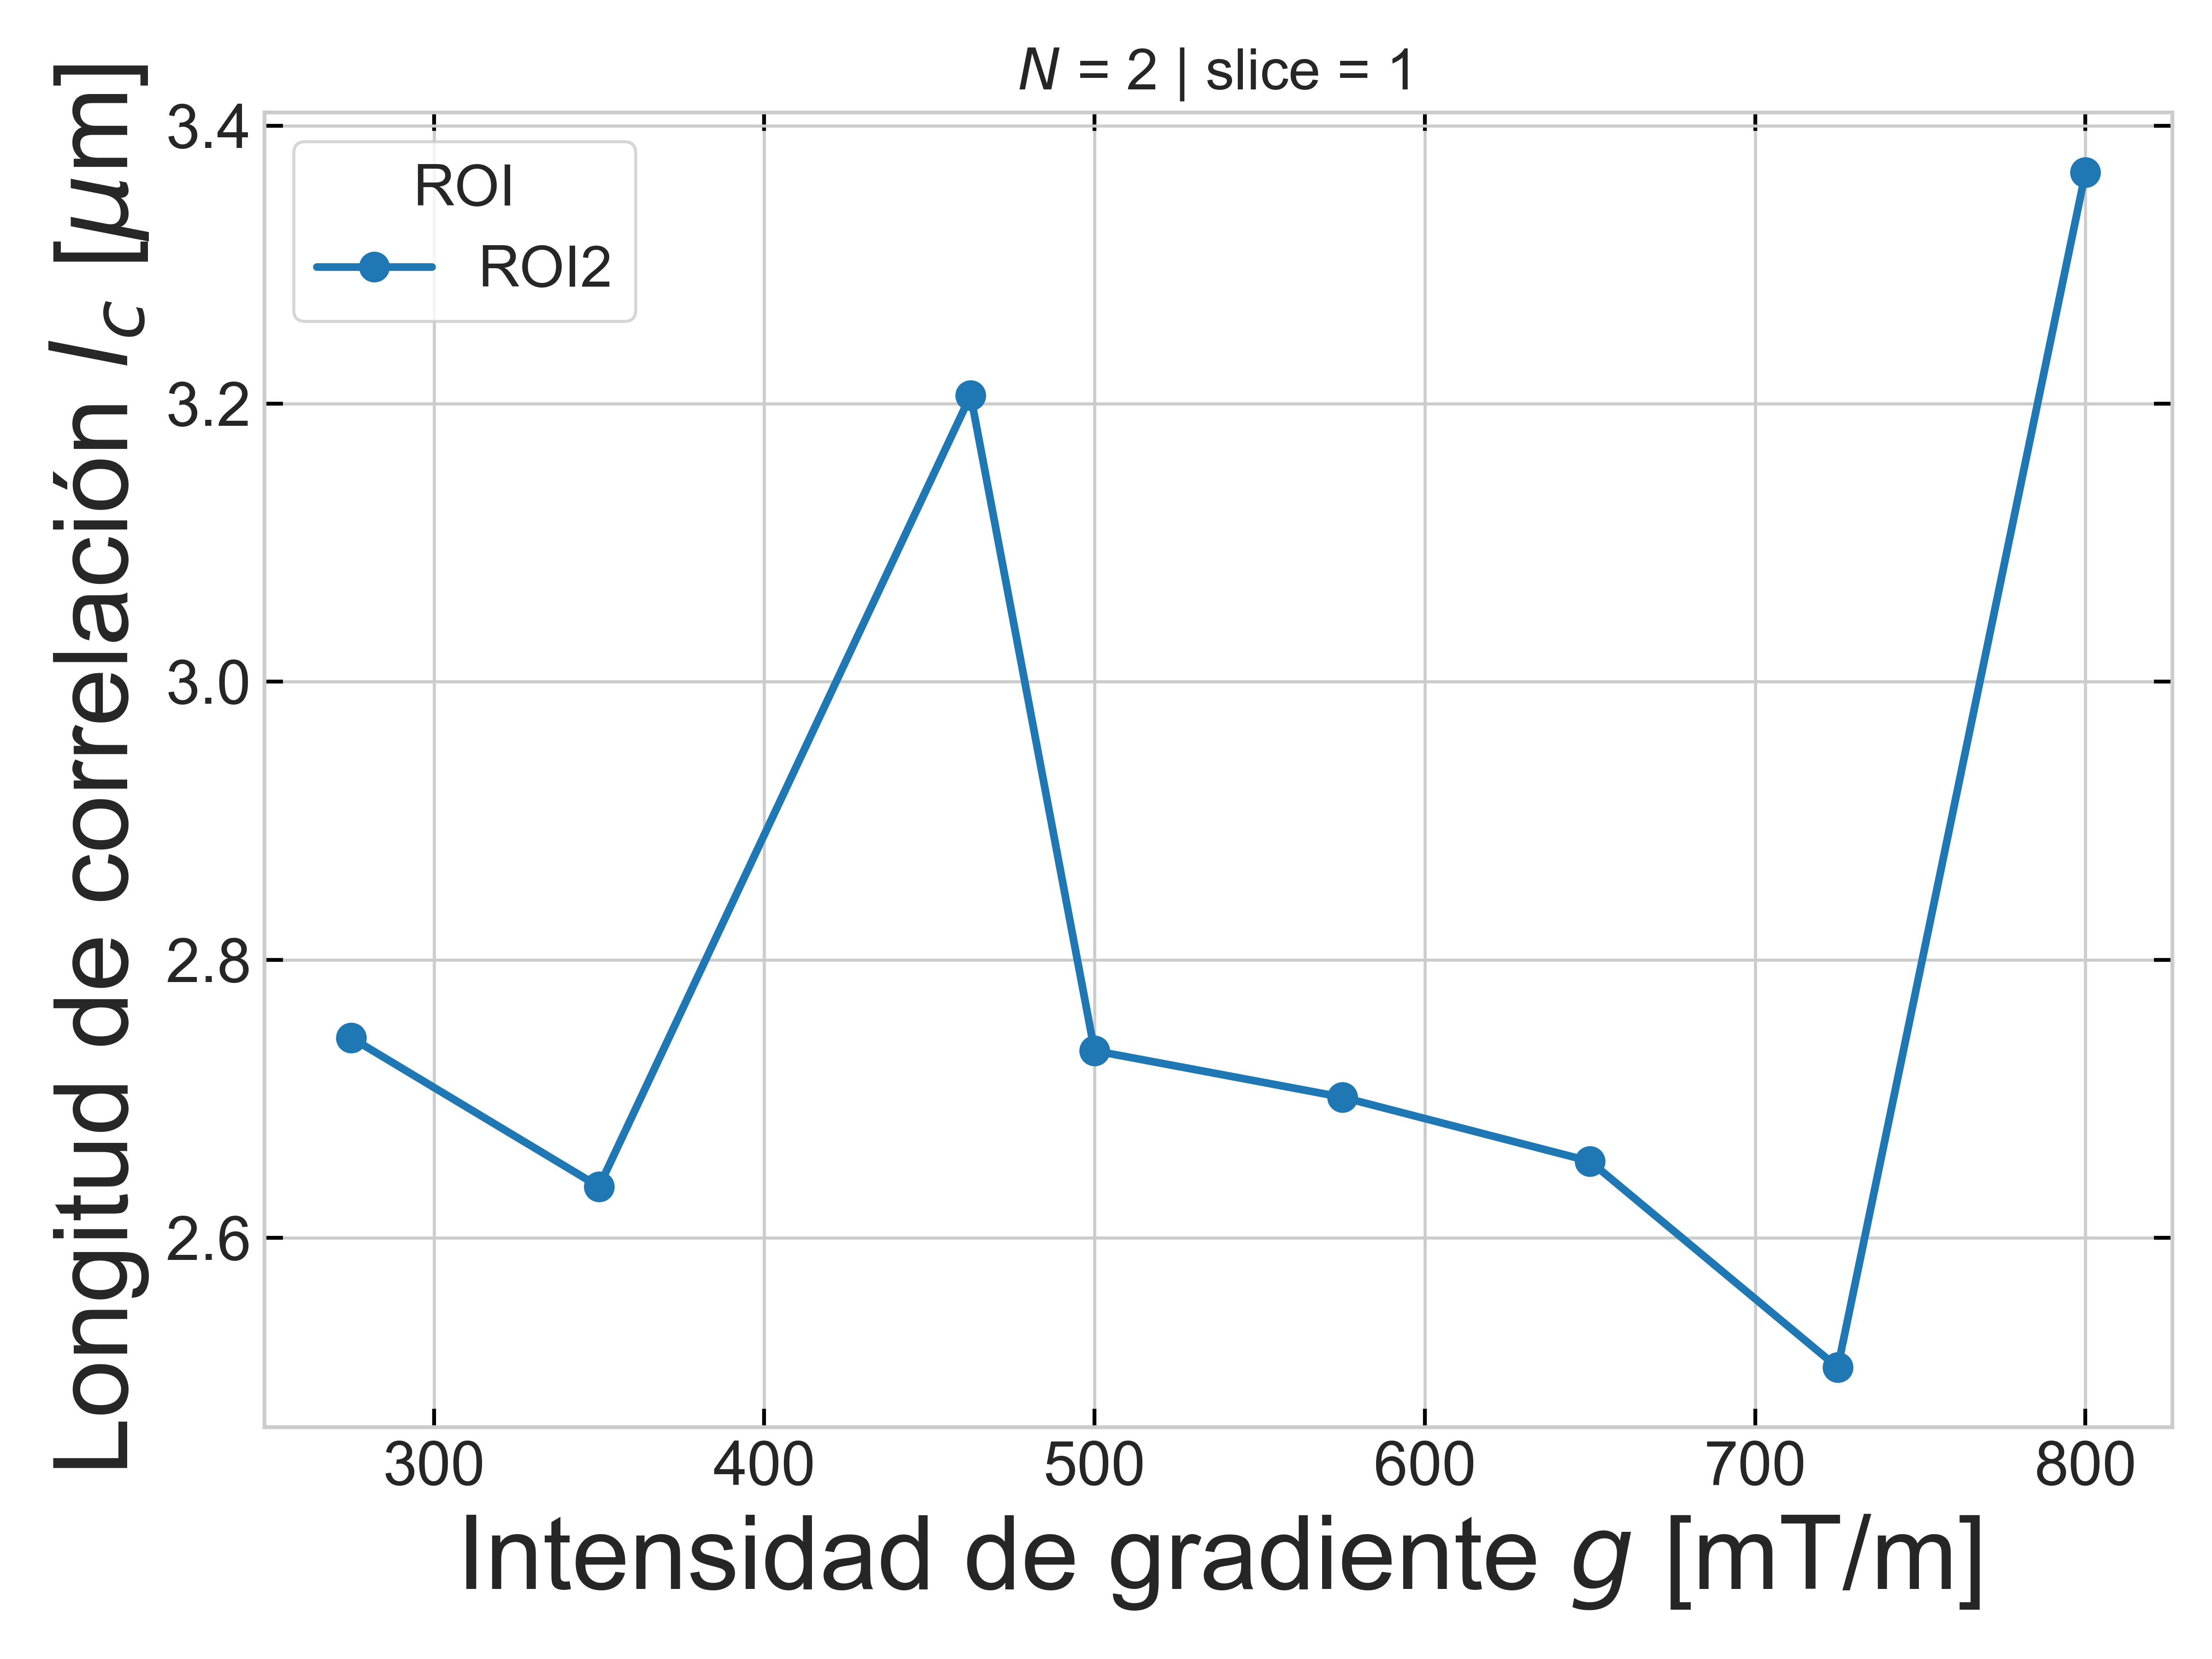 N = 2 | slice = 1
Longitud de correlación l_c [μm]
3.4
3.2
3.0
2.8
2.6
ROI
ROI2
300 400 500 600 700 800
Intensidad de gradiente g [mT/m]